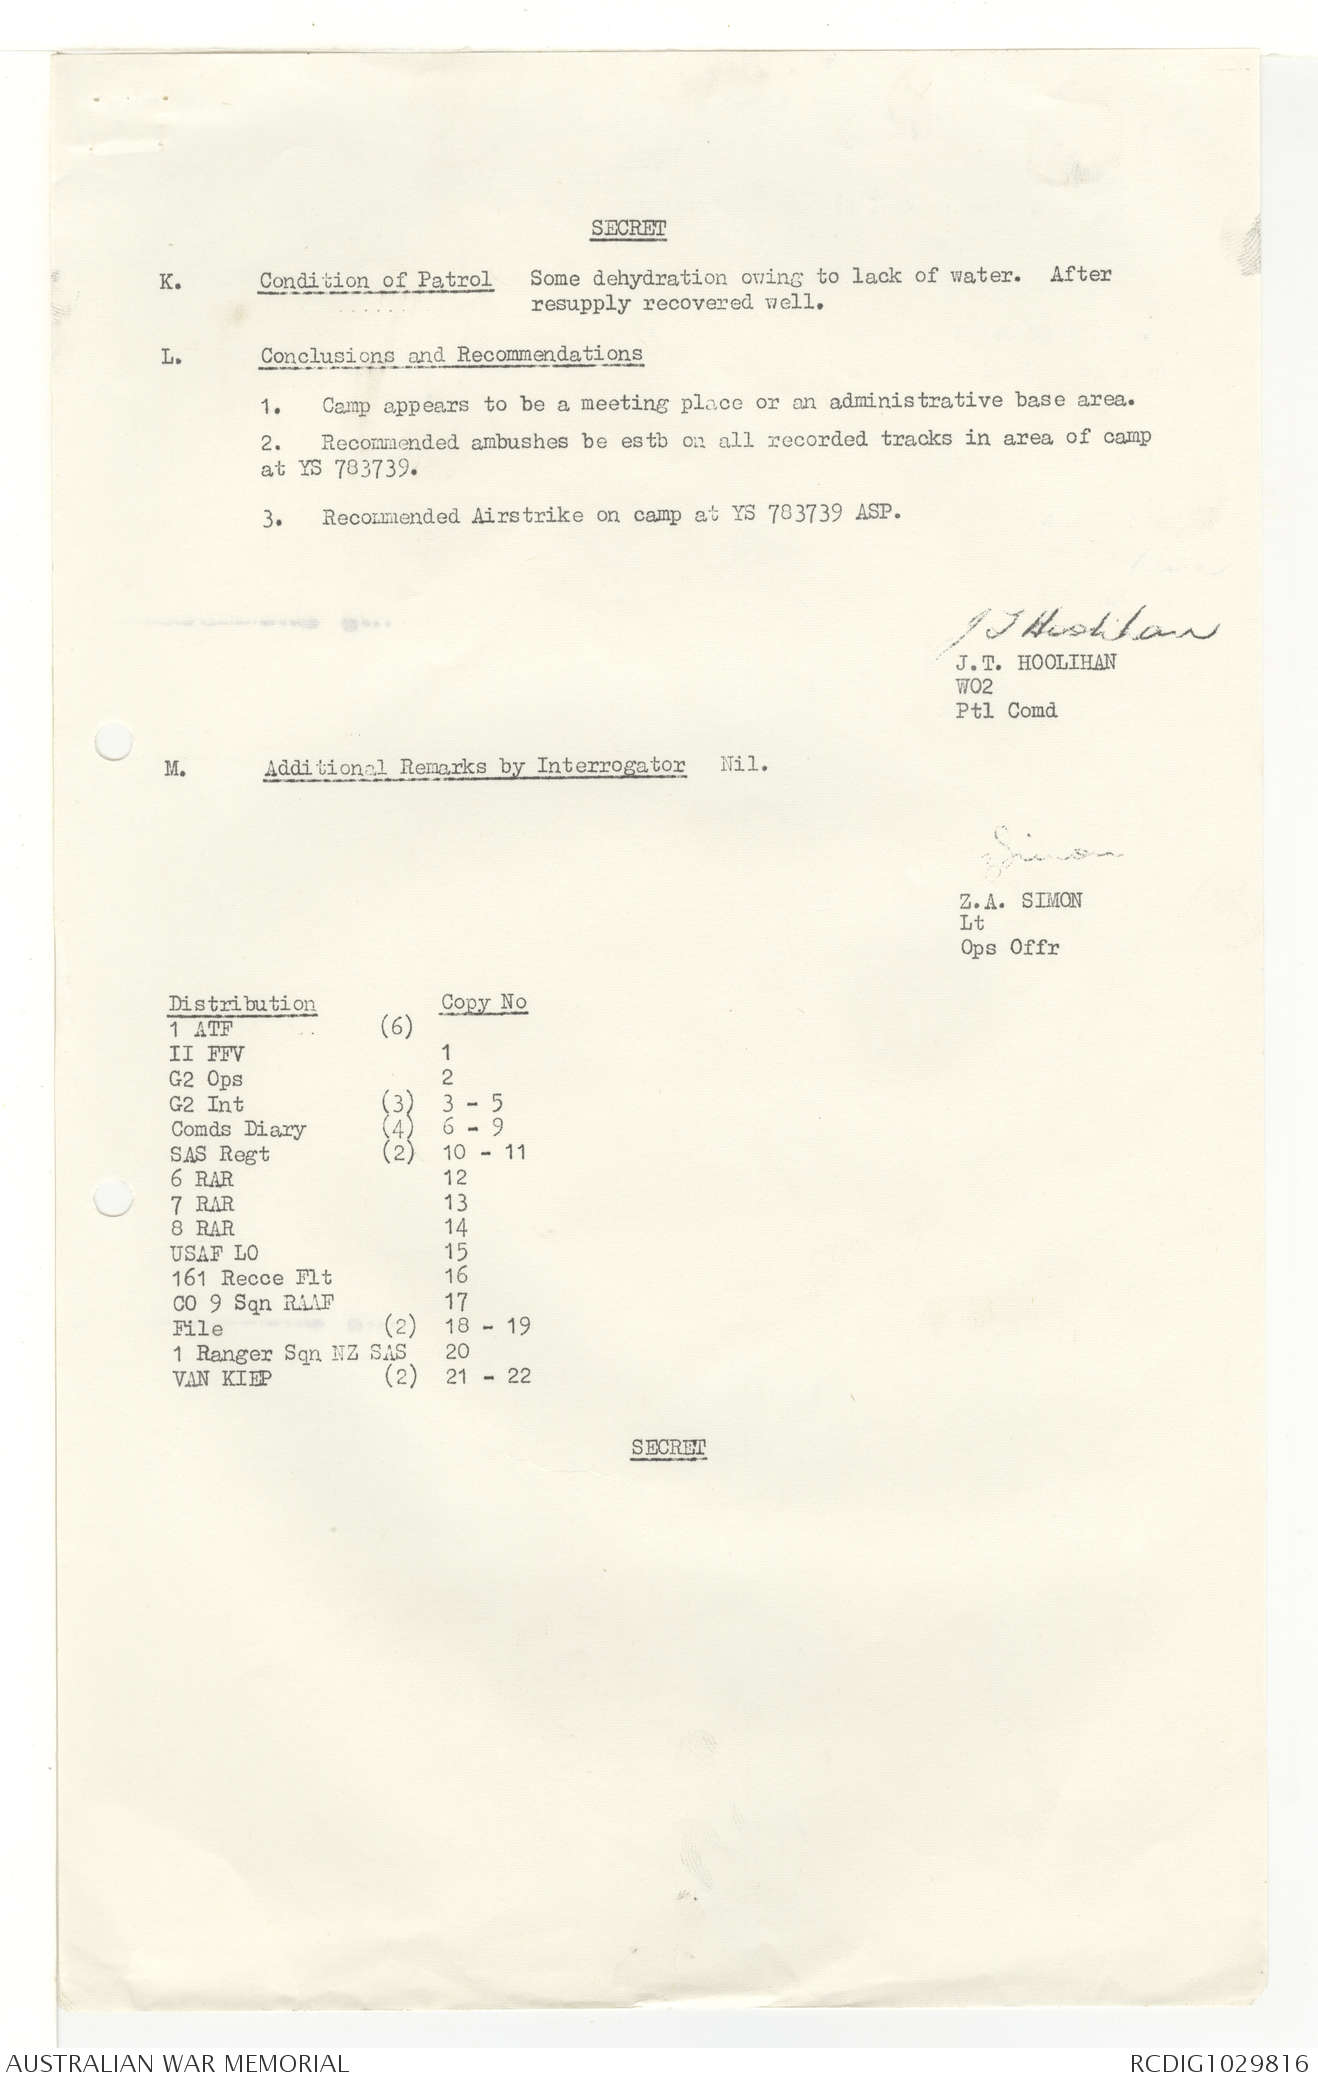 SECRET
K. Condition of Patrol Some dehydration owing to lack of water. After
resupply recovered well.
L. Conclusions and Recommendations
1. Camp appears to be a meeting place or an administrative base area.
2. Recommended ambushes be estb on all recorded tracks in area of camp
at YS 783739.
3. Recommended Airstrike on camp at YS 783739 ASP.
J T Hoolihan
J.T. HOOLIHAN
WO2
Ptl Comd
M. Additional Remarks by Interrogator Nil.
Simon
Z.A. SIMON
Lt
Ops Offr
Distribution Copy No
1 ATF (6)
II FFV 1
G2 Ops 2
G2 Int (3) 3 - 5
Comds Diary (4) 6 - 9
SAS Regt (2) 10 - 11
6 RAR 12
7 RAR 13
8 RAR 14
USAF LO 15
161 Recce Flt 16
CO 9 Sqn RAAF 17
File (2) 18 - 19
1 Ranger Sqn NZ SAS 20
VAN KIEP (2) 21 - 22
SECRET
AUSTRALIAN WAR MEMORIAL RCDIG1029816